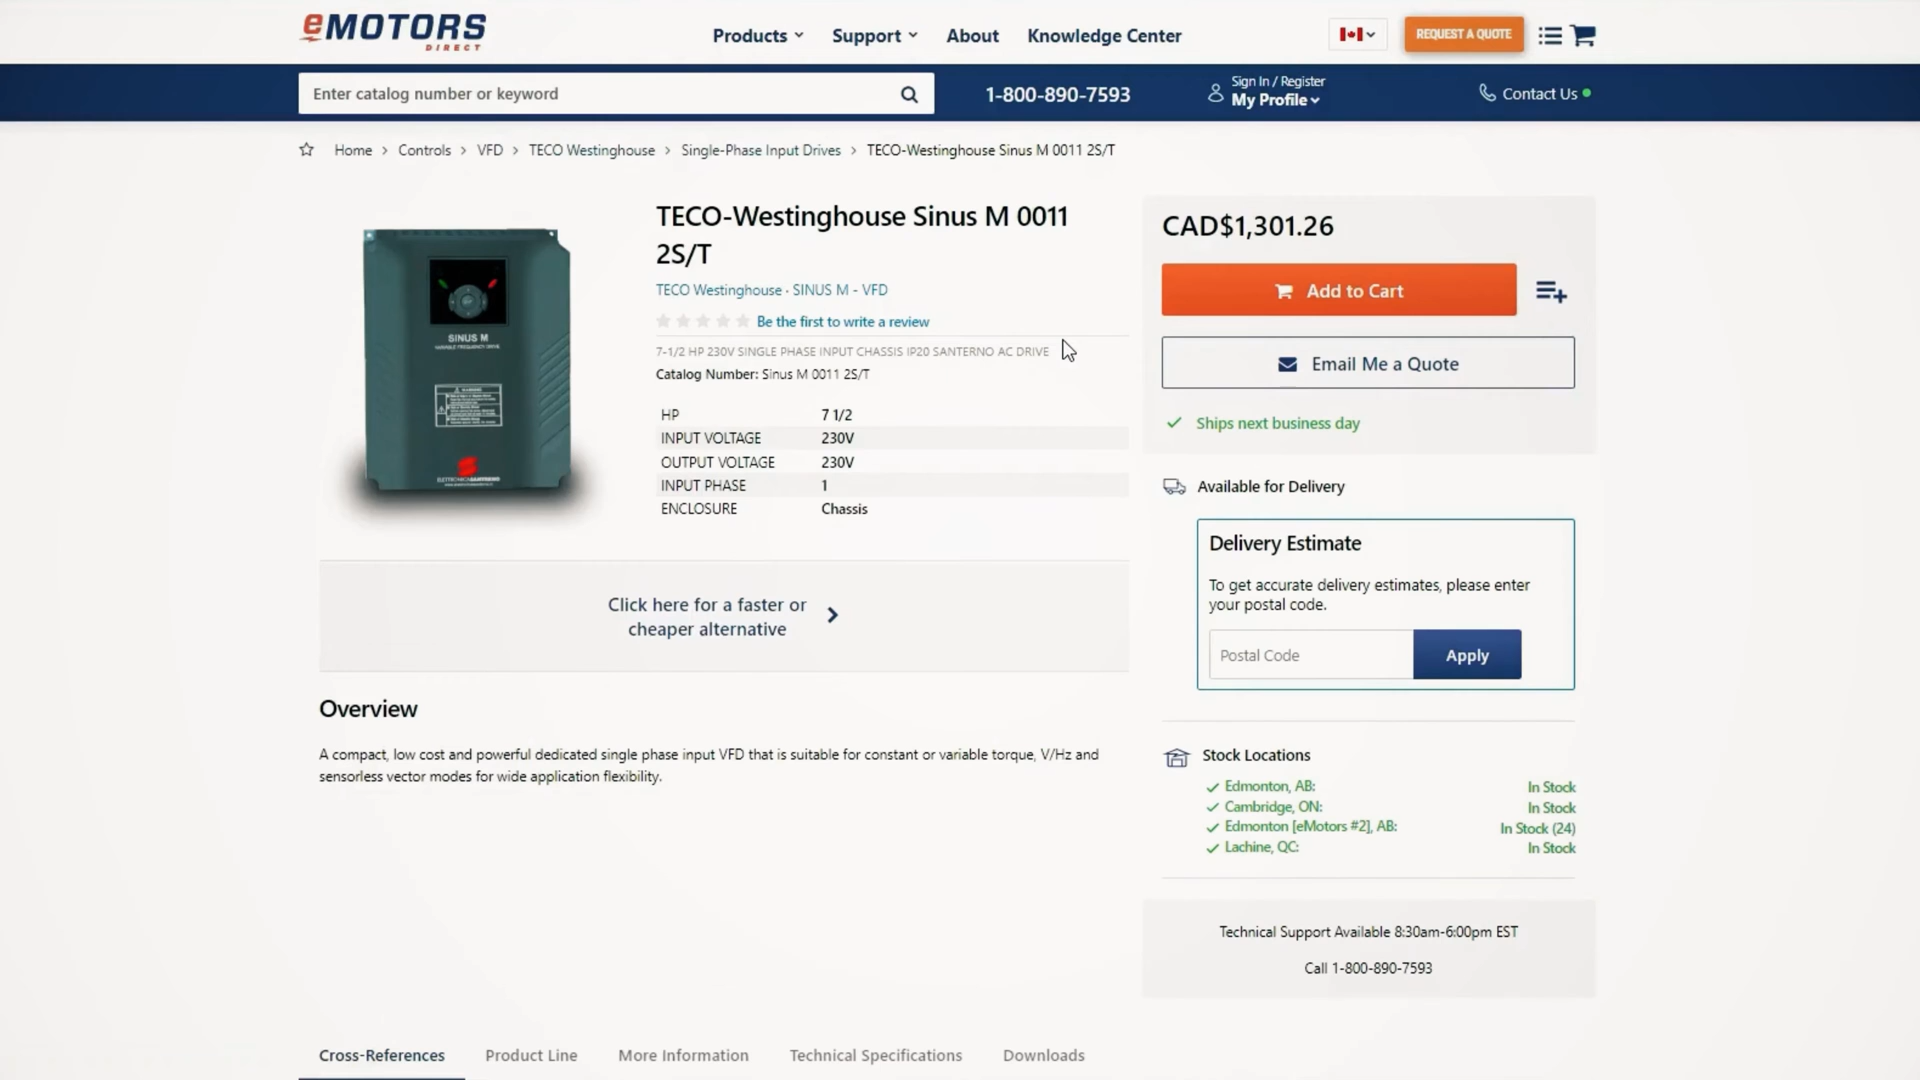 eMOTORS
DIRECT
Products
Support
About
Knowledge Center
REQUEST A QUOTE
Enter catalog number or keyword
1-800-890-7593
Sign In / Register
My Profile
Contact Us
Home > Controls > VFD > TECO Westinghouse > Single-Phase Input Drives > TECO-Westinghouse Sinus M 0011 2S/T
TECO-Westinghouse Sinus M 0011
2S/T
TECO Westinghouse · SINUS M - VFD
Be the first to write a review
7-1/2 HP 230V SINGLE PHASE INPUT CHASSIS IP20 SANTERNO AC DRIVE
Catalog Number: Sinus M 0011 2S/T
HP 7 1/2
INPUT VOLTAGE 230V
OUTPUT VOLTAGE 230V
INPUT PHASE 1
ENCLOSURE Chassis
SINUS M
VARIABLE FREQUENCY DRIVE
WARNING
ELETTRONICA SANTERNO
Click here for a faster or
cheaper alternative
Overview
A compact, low cost and powerful dedicated single phase input VFD that is suitable for constant or variable torque, V/Hz and
sensorless vector modes for wide application flexibility.
CAD$1,301.26
Add to Cart
Email Me a Quote
Ships next business day
Available for Delivery
Delivery Estimate
To get accurate delivery estimates, please enter
your postal code.
Postal Code
Apply
Stock Locations
Edmonton, AB: In Stock
Cambridge, ON: In Stock
Edmonton [eMotors #2], AB: In Stock (24)
Lachine, QC: In Stock
Technical Support Available 8:30am-6:00pm EST
Call 1-800-890-7593
Cross-References
Product Line
More Information
Technical Specifications
Downloads